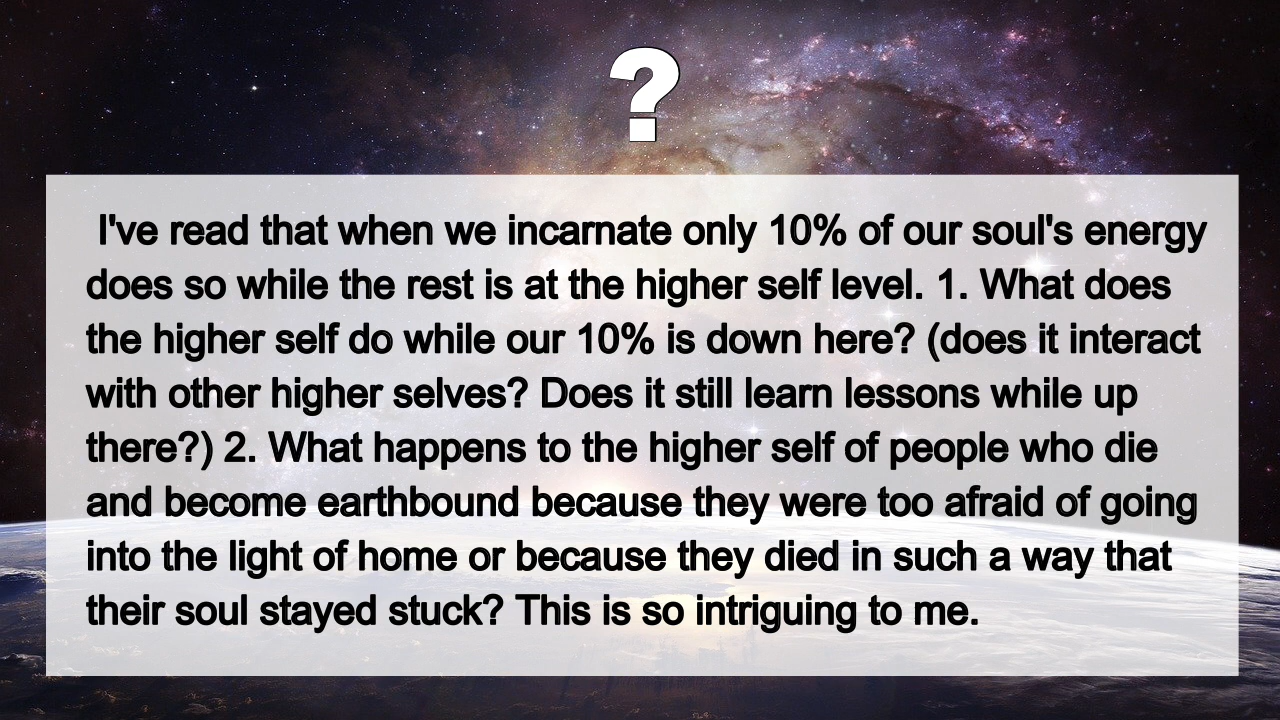 ?
I've read that when we incarnate only 10% of our soul's energy
does so while the rest is at the higher self level. 1. What does
the higher self do while our 10% is down here? (does it interact
with other higher selves? Does it still learn lessons while up
there?) 2. What happens to the higher self of people who die
and become earthbound because they were too afraid of going
into the light of home or because they died in such a way that
their soul stayed stuck? This is so intriguing to me.